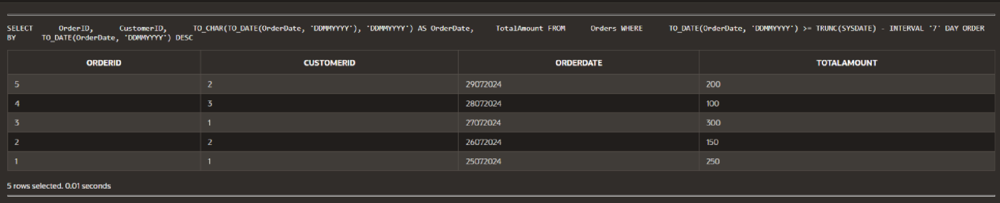 SELECT OrderID, CustomerID, TO_CHAR(TO_DATE(OrderDate, 'DDMMYYYY'), 'DDMMYYYY') AS OrderDate, TotalAmount FROM Orders WHERE TO_DATE(OrderDate, 'DDMMYYYY') >= TRUNC(SYSDATE) - INTERVAL '7' DAY ORDER
BY TO_DATE(OrderDate, 'DDMMYYYY') DESC
ORDERID CUSTOMERID ORDERDATE TOTALAMOUNT
5 2 29072024 200
4 3 28072024 100
3 1 27072024 300
2 2 26072024 150
1 1 25072024 250
5 rows selected. 0.01 seconds